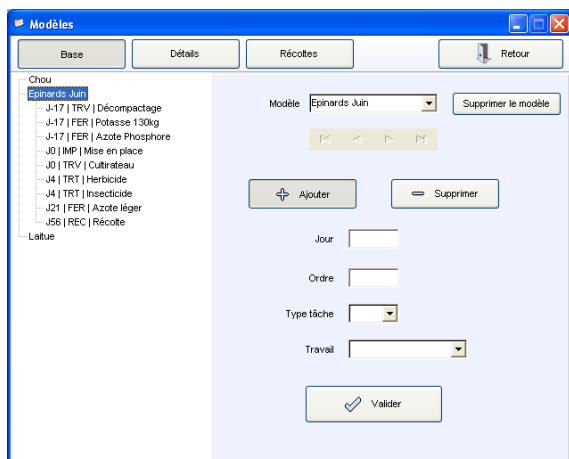 Modèles
Base Détails Récoltes Retour
Chou
Epinards Juin
J-17 | TRV | Décompactage
J-17 | FER | Potasse 130kg
J-17 | FER | Azote Phosphore
J0 | IMP | Mise en place
J0 | TRV | Cultirateau
J4 | TRT | Herbicide
J4 | TRT | Insecticide
J21 | FER | Azote léger
J56 | REC | Récolte
Laitue
Modèle Epinards Juin Supprimer le modèle
Ajouter Supprimer
Jour
Ordre
Type tâche
Travail
Valider